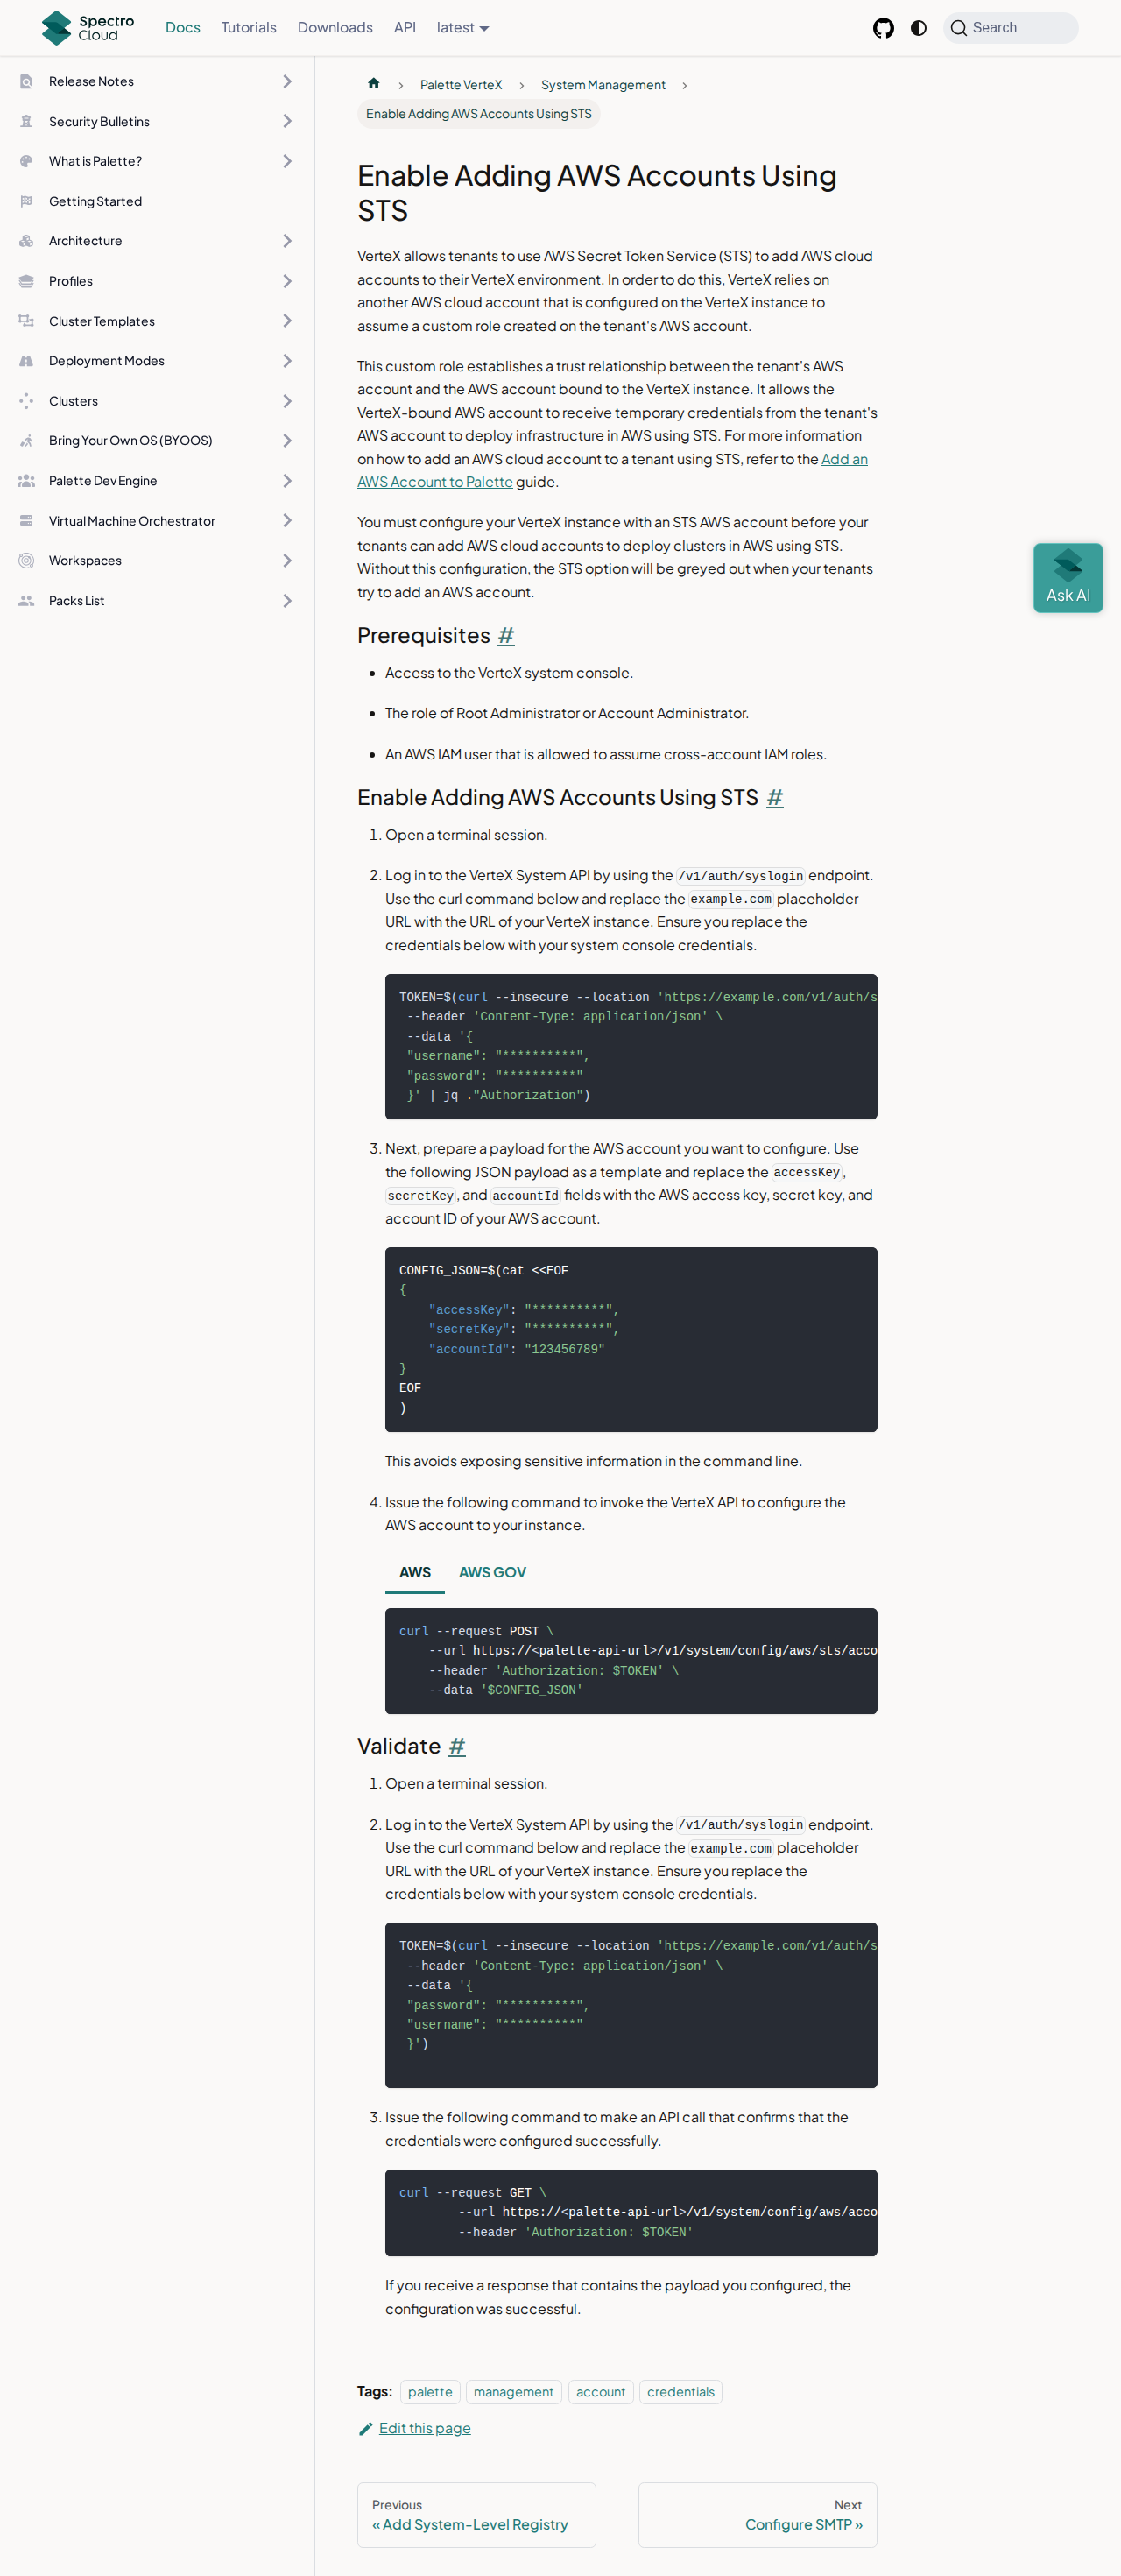 Spectro Cloud
Docs
Tutorials
Downloads
API
latest
Search
Release Notes
Security Bulletins
What is Palette?
Getting Started
Architecture
Profiles
Cluster Templates
Deployment Modes
Clusters
Bring Your Own OS (BYOOS)
Palette Dev Engine
Virtual Machine Orchestrator
Workspaces
Packs List
Palette VerteX
System Management
Enable Adding AWS Accounts Using STS
Enable Adding AWS Accounts Using
STS
VerteX allows tenants to use AWS Secret Token Service (STS) to add AWS cloud
accounts to their VerteX environment. In order to do this, VerteX relies on
another AWS cloud account that is configured on the VerteX instance to
assume a custom role created on the tenant's AWS account.
This custom role establishes a trust relationship between the tenant's AWS
account and the AWS account bound to the VerteX instance. It allows the
VerteX-bound AWS account to receive temporary credentials from the tenant's
AWS account to deploy infrastructure in AWS using STS. For more information
on how to add an AWS cloud account to a tenant using STS, refer to the Add an
AWS Account to Palette guide.
You must configure your VerteX instance with an STS AWS account before your
tenants can add AWS cloud accounts to deploy clusters in AWS using STS.
Without this configuration, the STS option will be greyed out when your tenants
try to add an AWS account.
Ask AI
Prerequisites #
• Access to the VerteX system console.
• The role of Root Administrator or Account Administrator.
• An AWS IAM user that is allowed to assume cross-account IAM roles.
Enable Adding AWS Accounts Using STS #
1. Open a terminal session.
2. Log in to the VerteX System API by using the /v1/auth/syslogin endpoint.
Use the curl command below and replace the example.com placeholder
URL with the URL of your VerteX instance. Ensure you replace the
credentials below with your system console credentials.
TOKEN=$(curl --insecure --location 'https://example.com/v1/auth/s
--header 'Content-Type: application/json' \
--data '{
"username": "**********",
"password": "**********"
}' | jq ."Authorization")
3. Next, prepare a payload for the AWS account you want to configure. Use
the following JSON payload as a template and replace the accessKey,
secretKey, and accountId fields with the AWS access key, secret key, and
account ID of your AWS account.
CONFIG_JSON=$(cat <<EOF
{
"accessKey": "**********",
"secretKey": "**********",
"accountId": "123456789"
}
EOF
)
This avoids exposing sensitive information in the command line.
4. Issue the following command to invoke the VerteX API to configure the
AWS account to your instance.
AWS
AWS GOV
curl --request POST \
--url https://<palette-api-url>/v1/system/config/aws/sts/acco
--header 'Authorization: $TOKEN' \
--data '$CONFIG_JSON'
Validate #
1. Open a terminal session.
2. Log in to the VerteX System API by using the /v1/auth/syslogin endpoint.
Use the curl command below and replace the example.com placeholder
URL with the URL of your VerteX instance. Ensure you replace the
credentials below with your system console credentials.
TOKEN=$(curl --insecure --location 'https://example.com/v1/auth/s
--header 'Content-Type: application/json' \
--data '{
"password": "**********",
"username": "**********"
}')
3. Issue the following command to make an API call that confirms that the
credentials were configured successfully.
curl --request GET \
--url https://<palette-api-url>/v1/system/config/aws/acco
--header 'Authorization: $TOKEN'
If you receive a response that contains the payload you configured, the
configuration was successful.
Tags: palette management account credentials
Edit this page
Previous
« Add System-Level Registry
Next
Configure SMTP »